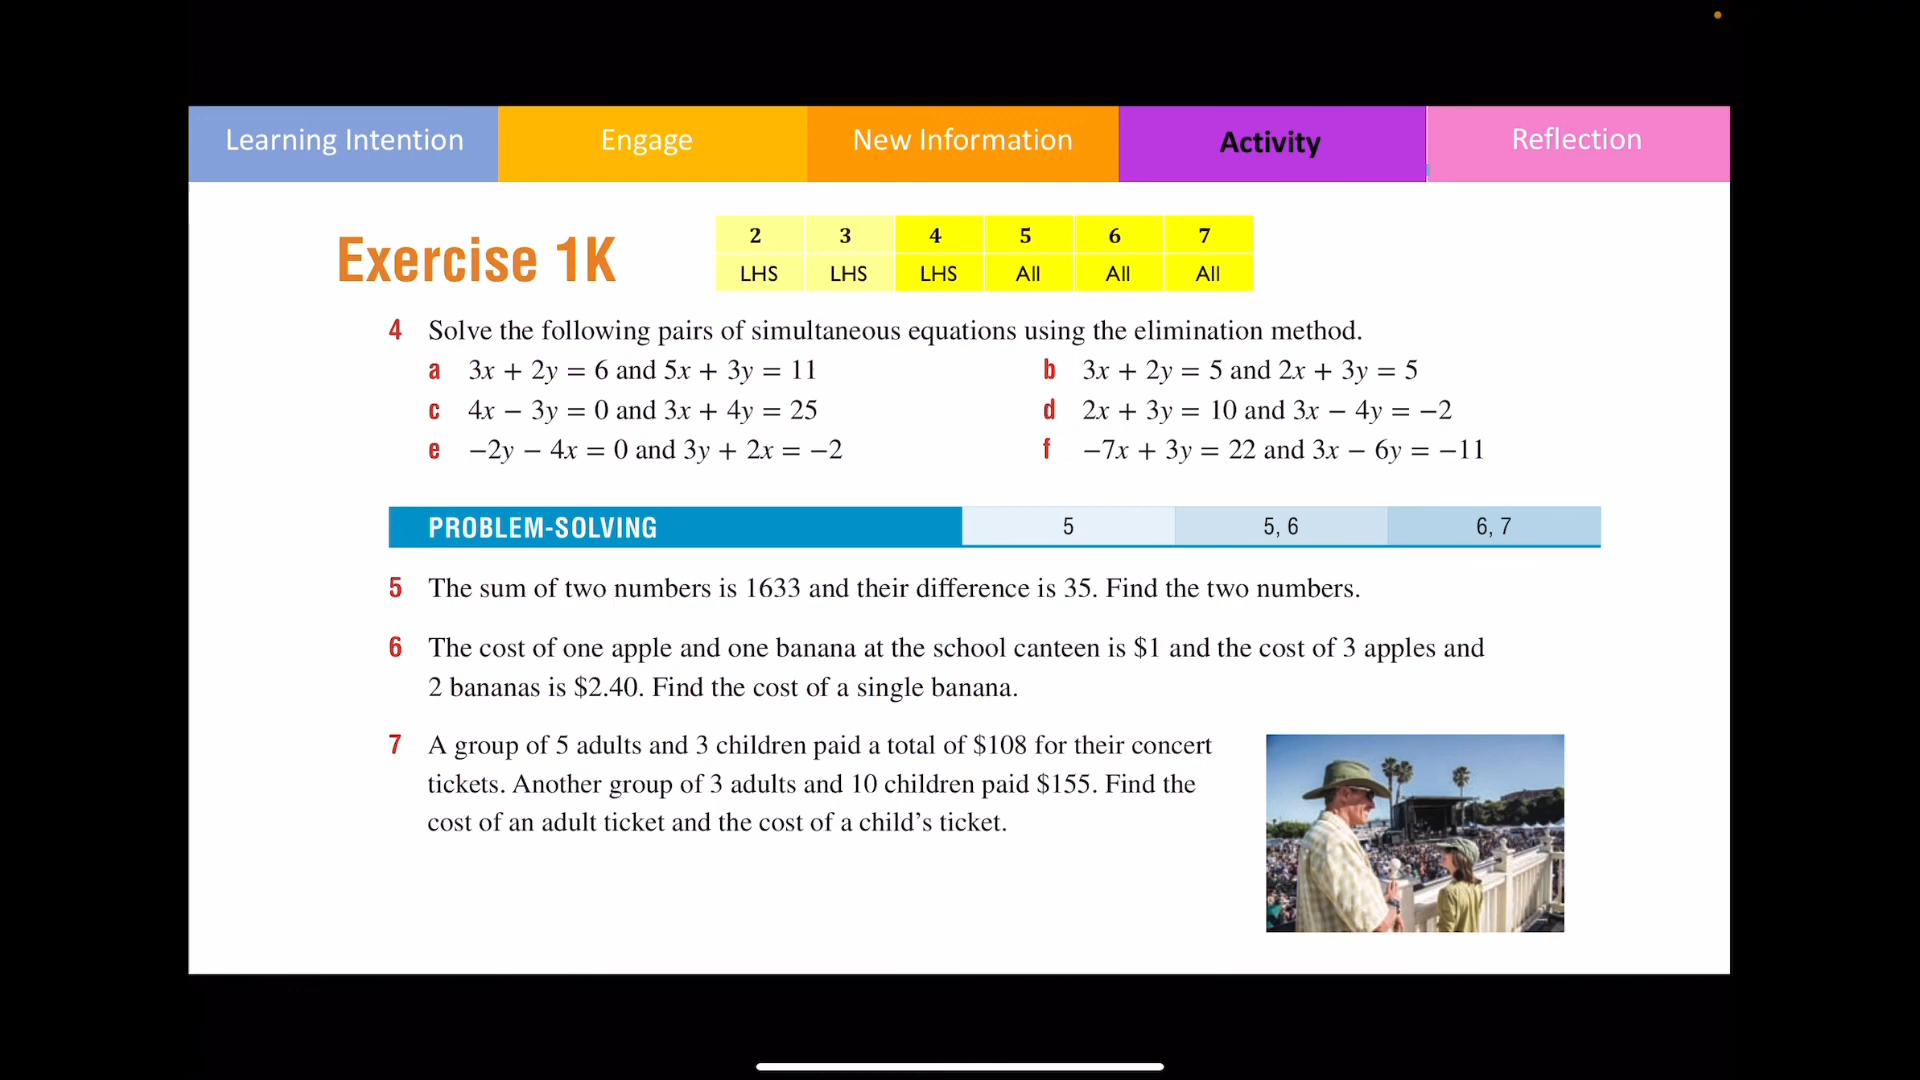 Learning Intention Engage New Information Activity Reflection
Exercise 1K
2 3 4 5 6 7
LHS LHS LHS All All All
4 Solve the following pairs of simultaneous equations using the elimination method.
a 3x + 2y = 6 and 5x + 3y = 11 b 3x + 2y = 5 and 2x + 3y = 5
c 4x − 3y = 0 and 3x + 4y = 25 d 2x + 3y = 10 and 3x − 4y = −2
e −2y − 4x = 0 and 3y + 2x = −2 f −7x + 3y = 22 and 3x − 6y = −11
PROBLEM-SOLVING 5 5, 6 6, 7
5 The sum of two numbers is 1633 and their difference is 35. Find the two numbers.
6 The cost of one apple and one banana at the school canteen is $1 and the cost of 3 apples and
2 bananas is $2.40. Find the cost of a single banana.
7 A group of 5 adults and 3 children paid a total of $108 for their concert
tickets. Another group of 3 adults and 10 children paid $155. Find the
cost of an adult ticket and the cost of a child’s ticket.